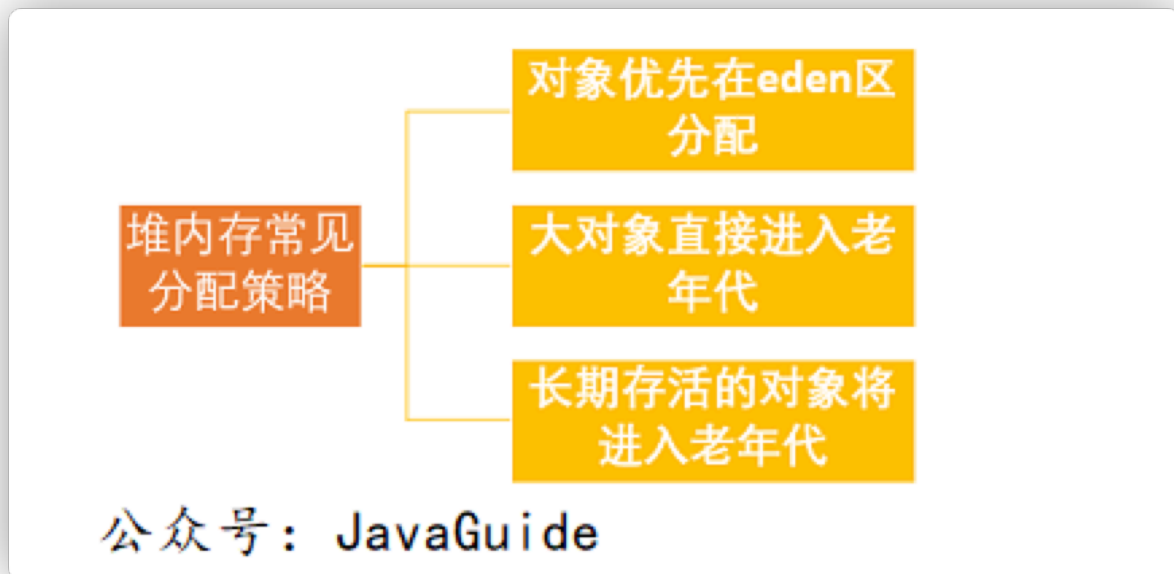 对象优先在eden区
分配
堆内存常见
分配策略
大对象直接进入老
年代
长期存活的对象将
进入老年代
公众号：JavaGuide